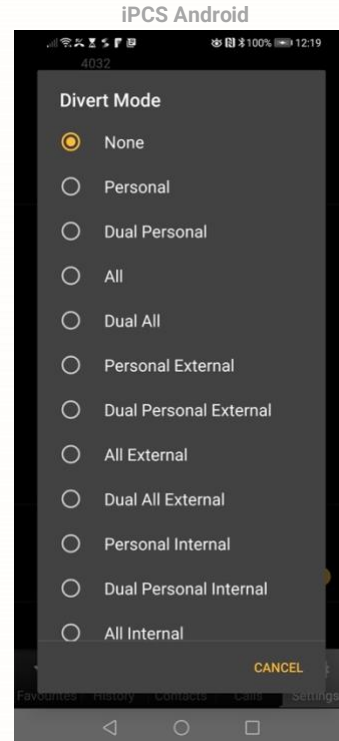 iPCS Android
100% 12:19
4032
Divert Mode
None
Personal
Dual Personal
All
Dual All
Personal External
Dual Personal External
All External
Dual All External
Personal Internal
Dual Personal Internal
All Internal
CANCEL
Favourites History Contacts Calls Settings